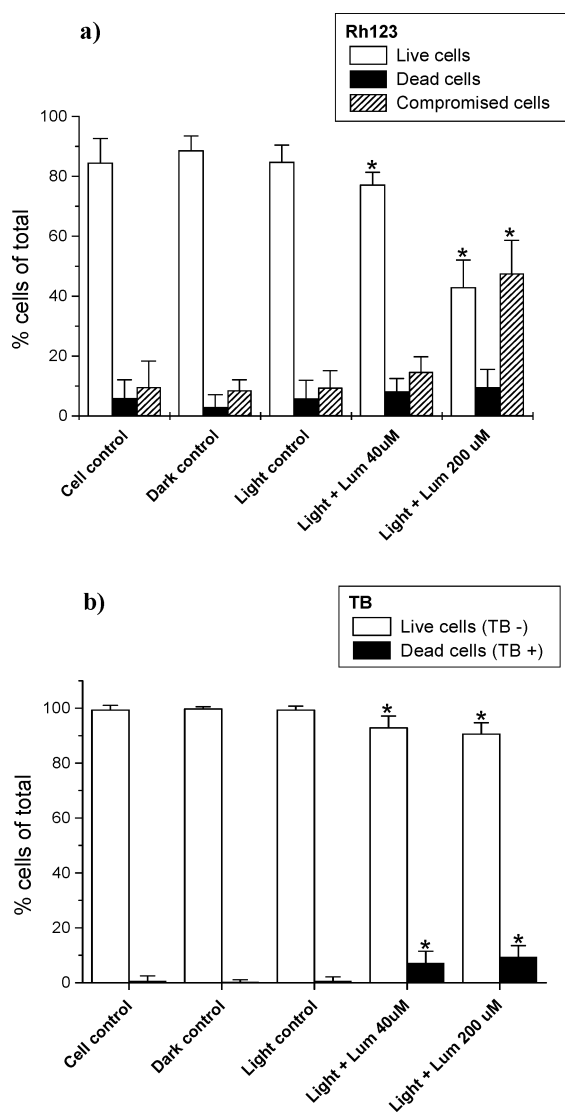 a)
Rh123
Live cells
Dead cells
Compromised cells
100
80
60
40
20
0
% cells of total
*
*
*
Cell control
Dark control
Light control
Light + Lum 40uM
Light + Lum 200 uM
b)
TB
Live cells (TB -)
Dead cells (TB +)
100
80
60
40
20
0
% cells of total
*
*
*
*
Cell control
Dark control
Light control
Light + Lum 40uM
Light + Lum 200 uM